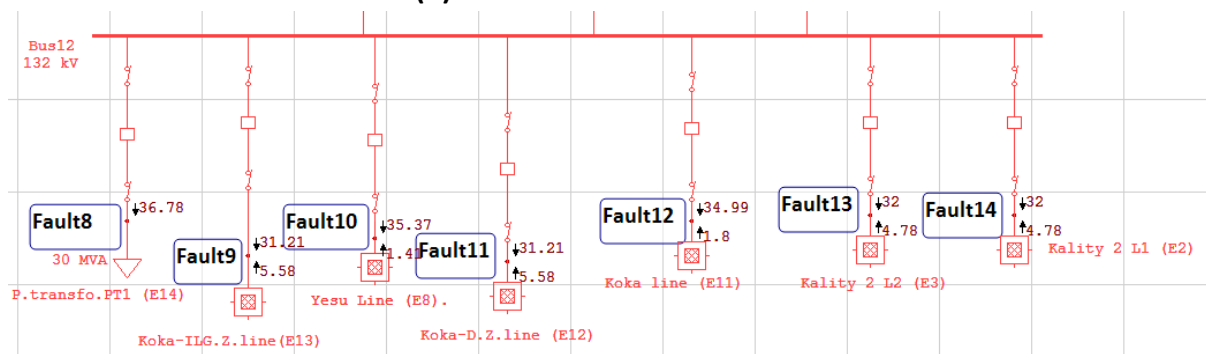 (  )
Bus12
132 kV
Fault8
36.78
30 MVA
P.transfo.PT1 (E14)
Fault9
31.21
5.58
Koka-ILG.Z.line(E13)
Fault10
35.37
1.41
Yesu Line (E8).
Fault11
31.21
5.58
Koka-D.Z.line (E12)
Fault12
34.99
1.8
Koka line (E11)
Fault13
32
4.78
Kality 2 L2 (E3)
Fault14
32
4.78
Kality 2 L1 (E2)